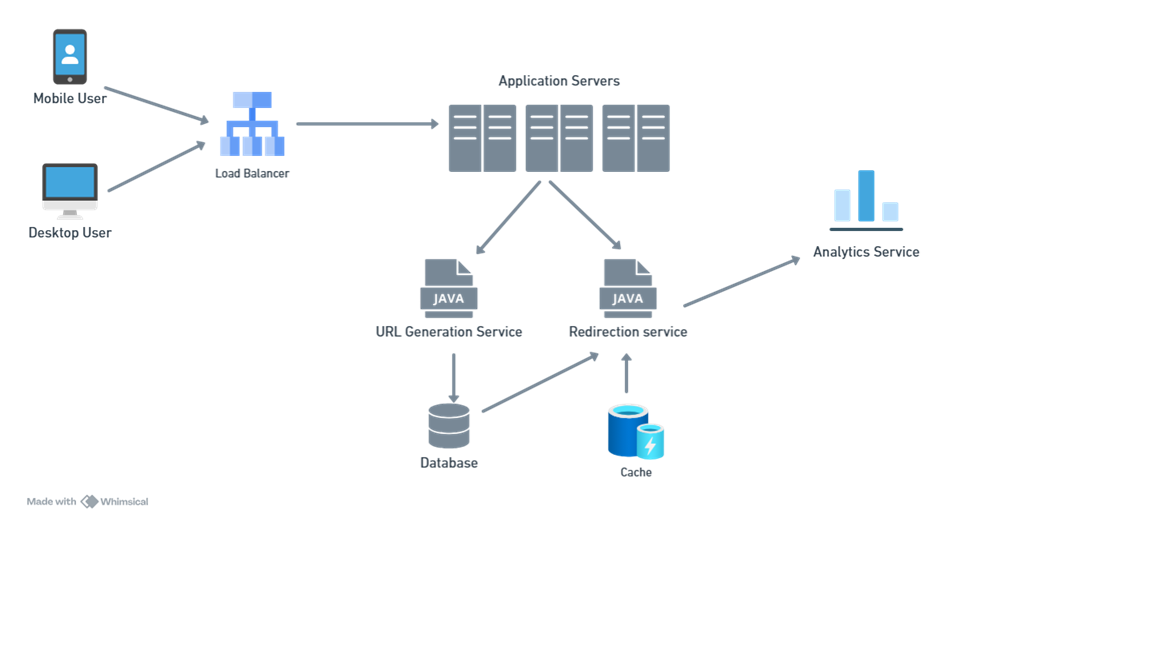 Application Servers
Mobile User
Load Balancer
Desktop User
Analytics Service
JAVA
JAVA
URL Generation Service
Redirection service
Database
Cache
Made with Whimsical